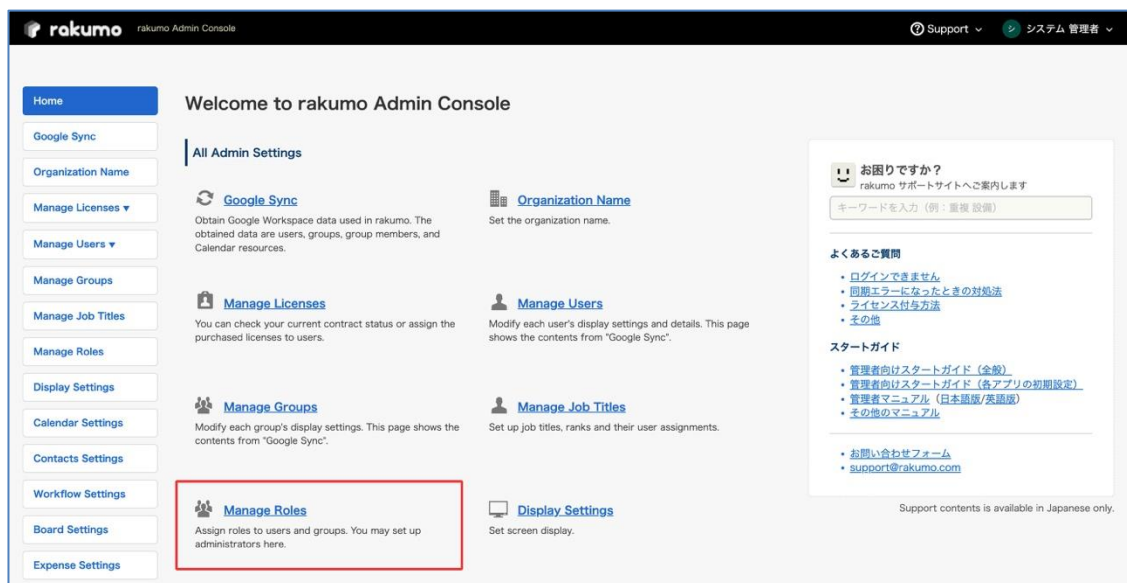 rakumo rakumo Admin Console
Support
シ システム 管理者
Home
Google Sync
Organization Name
Manage Licenses ▼
Manage Users ▼
Manage Groups
Manage Job Titles
Manage Roles
Display Settings
Calendar Settings
Contacts Settings
Workflow Settings
Board Settings
Expense Settings
Welcome to rakumo Admin Console
All Admin Settings
Google Sync
Obtain Google Workspace data used in rakumo. The
obtained data are users, groups, group members, and
Calendar resources.
Organization Name
Set the organization name.
Manage Licenses
You can check your current contract status or assign the
purchased licenses to users.
Manage Users
Modify each user's display settings and details. This page
shows the contents from "Google Sync".
Manage Groups
Modify each group's display settings. This page shows the
contents from "Google Sync".
Manage Job Titles
Set up job titles, ranks and their user assignments.
Manage Roles
Assign roles to users and groups. You may set up
administrators here.
Display Settings
Set screen display.
お困りですか？
rakumo サポートサイトへご案内します
キーワードを入力（例：重複 設備）
よくあるご質問
• ログインできません
• 同期エラーになったときの対処法
• ライセンス付与方法
• その他
スタートガイド
• 管理者向けスタートガイド（全般）
• 管理者向けスタートガイド（各アプリの初期設定）
• 管理者マニュアル（日本語版/英語版）
• その他のマニュアル
• お問い合わせフォーム
• support@rakumo.com
Support contents is available in Japanese only.